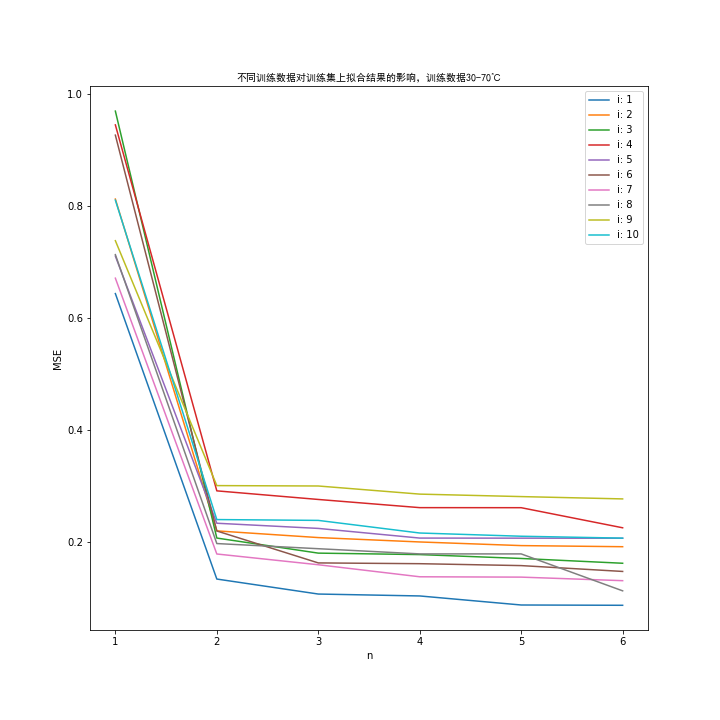 不同训练数据对训练集上拟合结果的影响，训练数据30-70℃
1.0
0.8
0.6
0.4
0.2
MSE
i: 1
i: 2
i: 3
i: 4
i: 5
i: 6
i: 7
i: 8
i: 9
i: 10
1 2 3 4 5 6
n